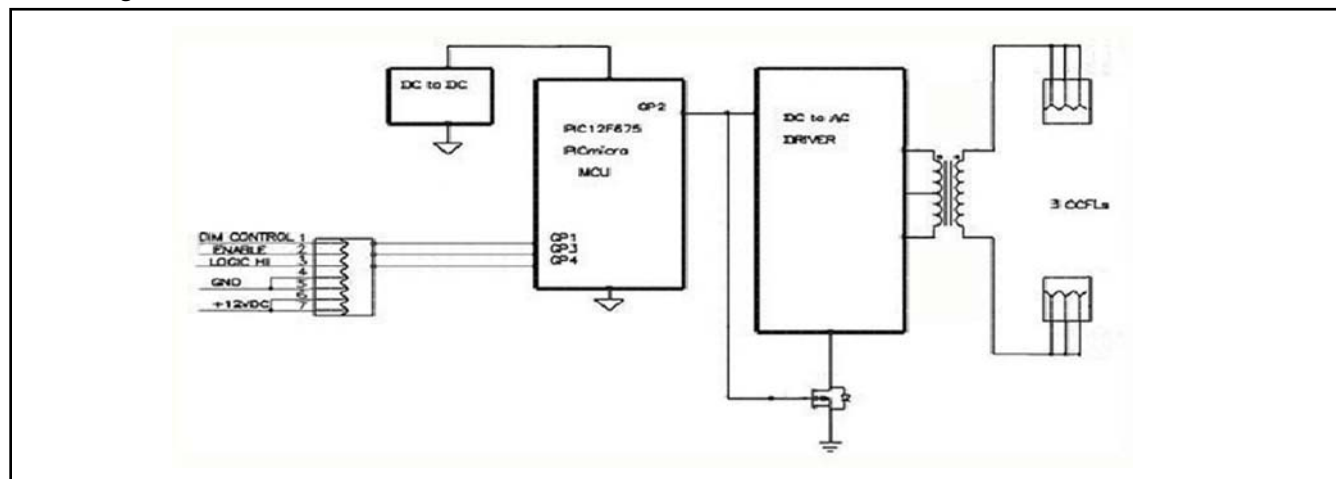 DC to DC
GP2
PIC12F675
PICmicro
MCU
DC to AC
DRIVER
3 CCFLs
DIM CONTROL 1
ENABLE 2
LOGIC HI 3
4
GND 5
6
+12VDC 7
GP1
GP3
GP4